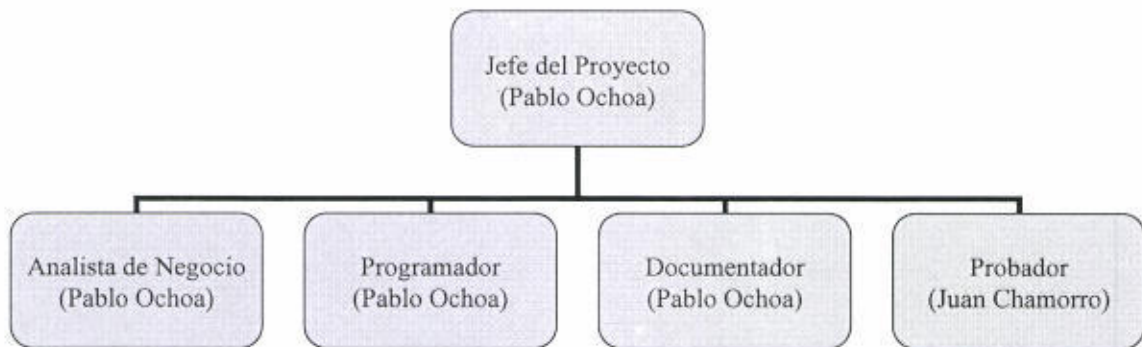 Jefe del Proyecto
(Pablo Ochoa)
Analista de Negocio
(Pablo Ochoa)
Programador
(Pablo Ochoa)
Documentador
(Pablo Ochoa)
Probador
(Juan Chamorro)